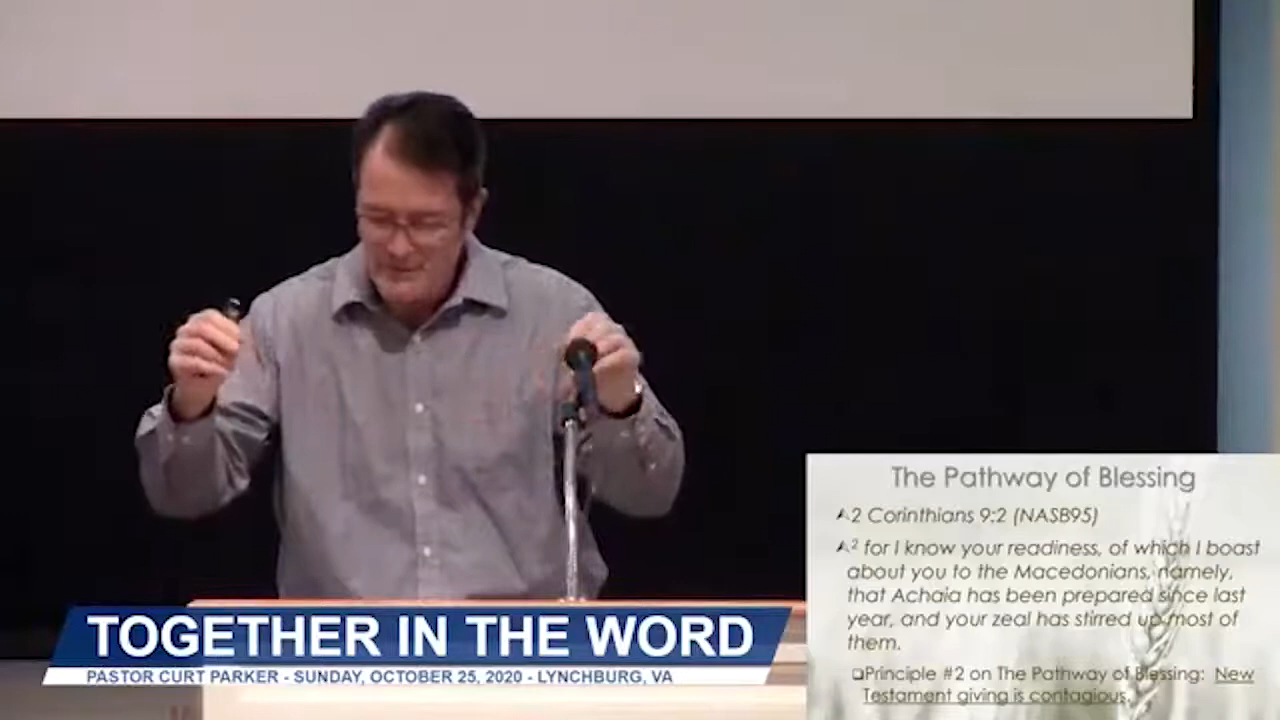 The Pathway of Blessing
2 Corinthians 9:2 (NASB95)
2 for I know your readiness, of which I boast
about you to the Macedonians, namely,
that Achaia has been prepared since last
year, and your zeal has stirred up most of
them.
Principle #2 on The Pathway of Blessing: New
Testament giving is contagious.
TOGETHER IN THE WORD
PASTOR CURT PARKER - SUNDAY, OCTOBER 25, 2020 - LYNCHBURG, VA